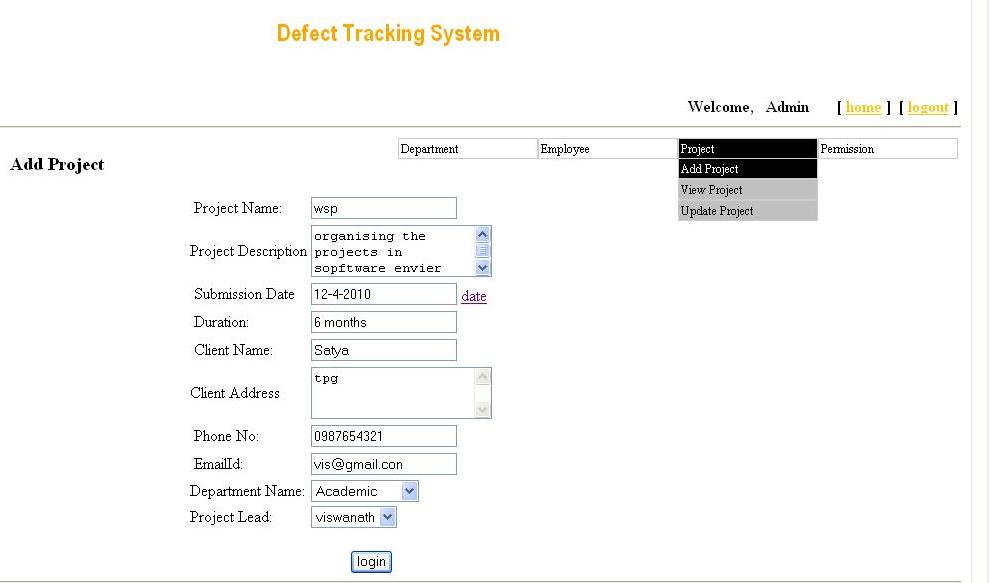 Defect Tracking System
Welcome, Admin [ home ] [ logout ]
Department Employee Project Permission
Add Project
Add Project
View Project
Update Project
Project Name: wsp
Project Description organising the
projects in
sopftware envier
Submission Date 12-4-2010 date
Duration: 6 months
Client Name: Satya
Client Address tpg
Phone No: 0987654321
EmailId: vis@gmail.con
Department Name: Academic
Project Lead: viswanath
login